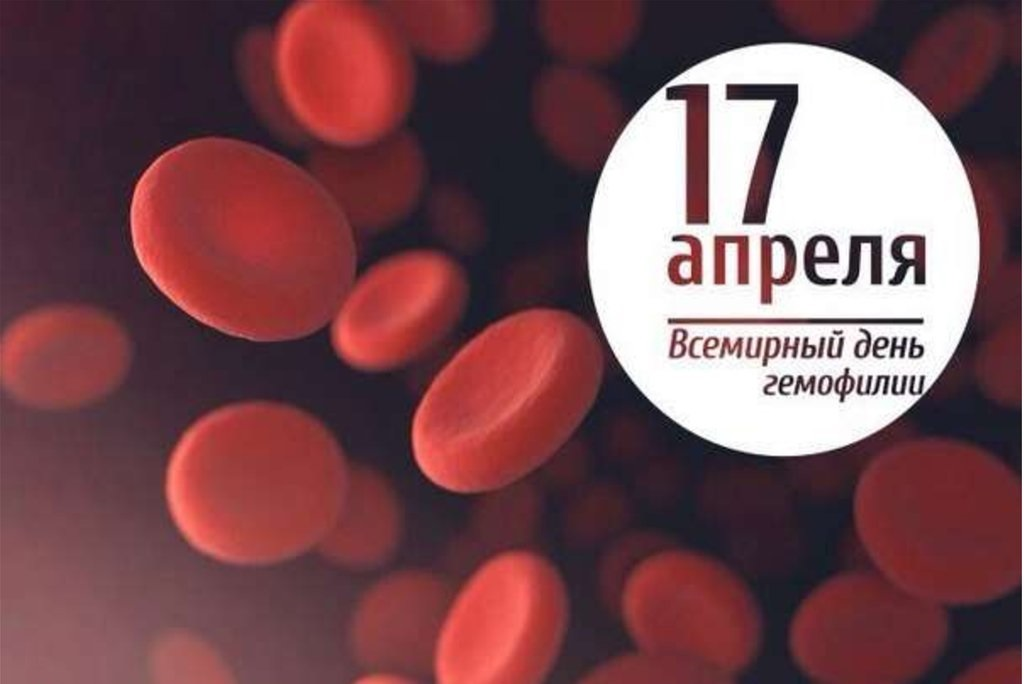 17
апреля
Всемирный день
гемофилии